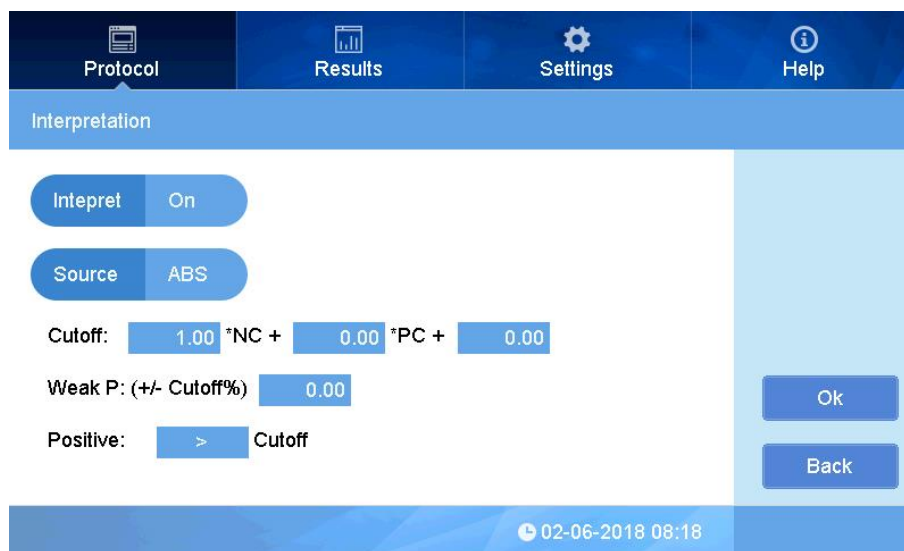 Protocol Results Settings Help
Interpretation
Intepret On
Source ABS
Cutoff: 1.00 *NC + 0.00 *PC + 0.00
Weak P: (+/- Cutoff%) 0.00
Ok
Positive: > Cutoff
Back
02-06-2018 08:18